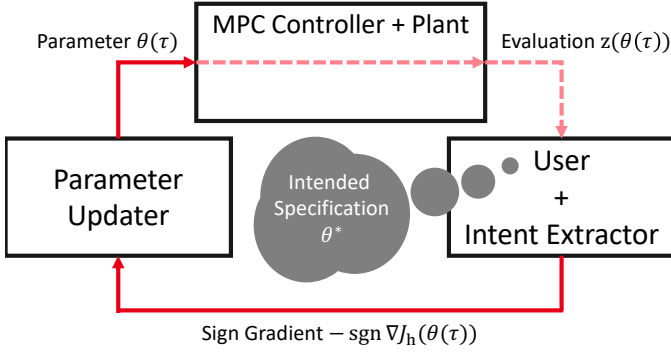 MPC Controller + Plant
Parameter θ(τ)
Evaluation z(θ(τ))
Parameter
Updater
Intended
Specification
θ*
User
+
Intent Extractor
Sign Gradient − sgn ∇J_h(θ(τ))